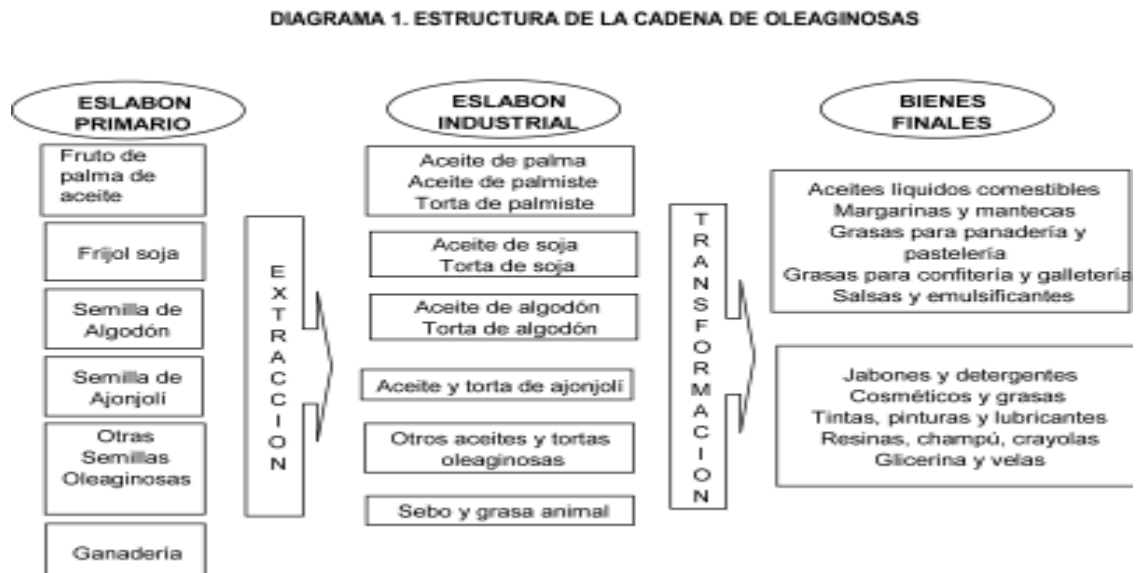 DIAGRAMA 1. ESTRUCTURA DE LA CADENA DE OLEAGINOSAS
ESLABON
PRIMARIO
Fruto de
palma de
aceite
Frijol soja
Semilla de
Algodón
Semilla de
Ajonjolí
Otras
Semillas
Oleaginosas
Ganadería
EXTRACCION
ESLABON
INDUSTRIAL
Aceite de palma
Aceite de palmiste
Torta de palmiste
Aceite de soja
Torta de soja
Aceite de algodón
Torta de algodón
Aceite y torta de ajonjolí
Otros aceites y tortas
oleaginosas
Sebo y grasa animal
TRANSFORMACION
BIENES
FINALES
Aceites liquidos comestibles
Margarinas y mantecas
Grasas para panadería y
pastelería
Grasas para confitería y galletería
Salsas y emulsificantes
Jabones y detergentes
Cosméticos y grasas
Tintas, pinturas y lubricantes
Resinas, champú, crayolas
Glicerina y velas